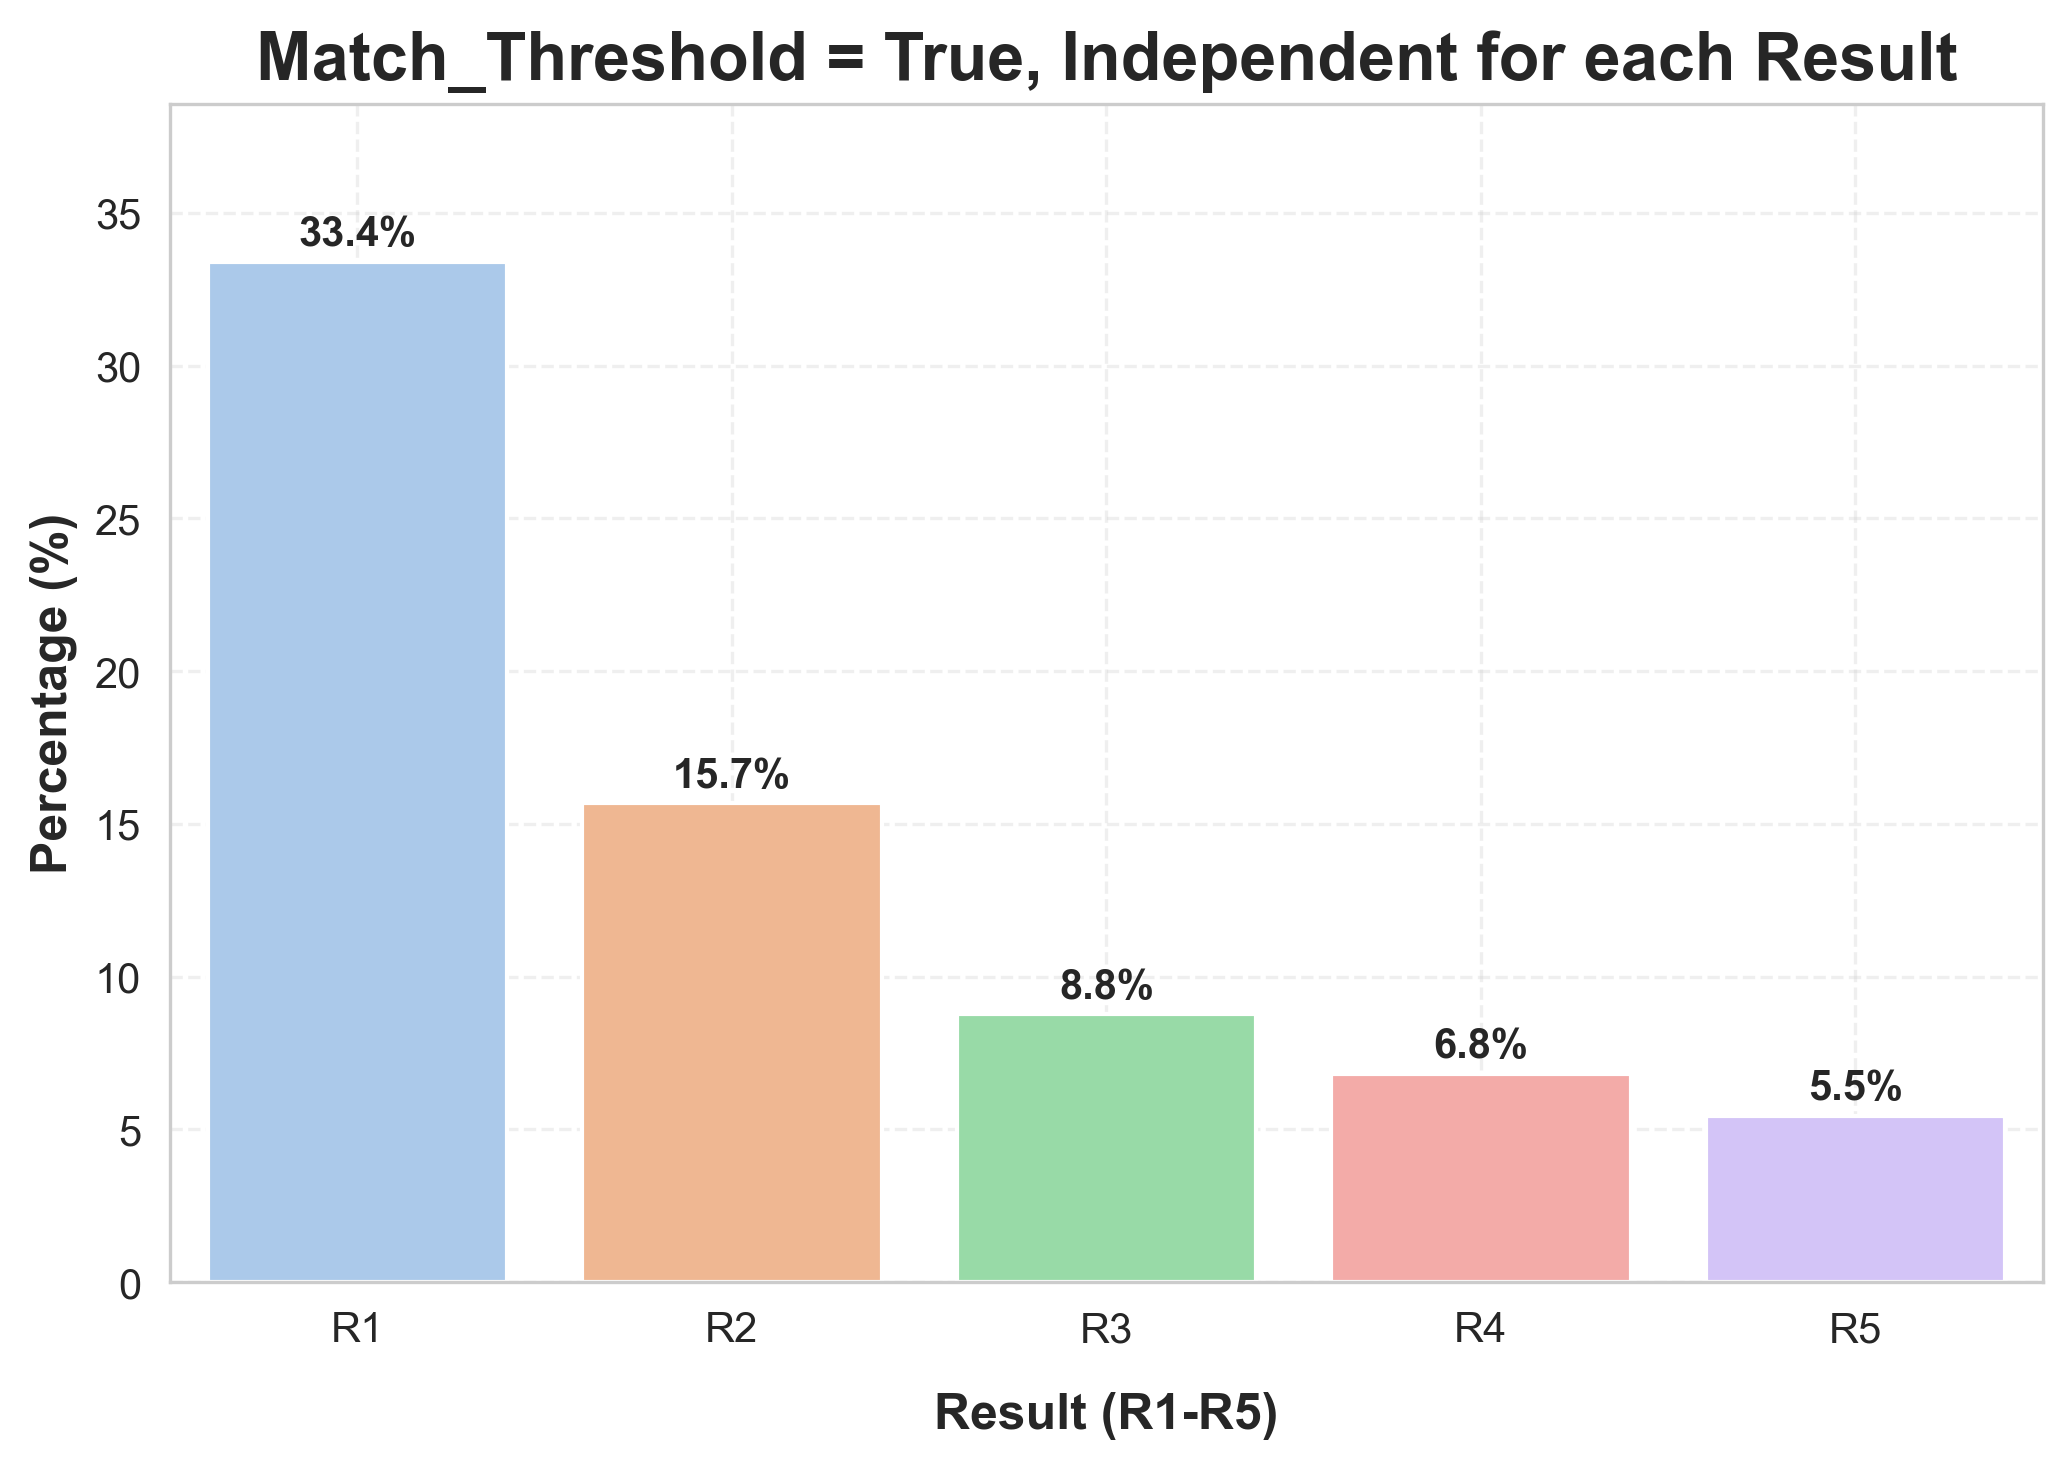 Match_Threshold = True, Independent for each Result
Percentage (%)
35
30
25
20
15
10
5
0
33.4%
15.7%
8.8%
6.8%
5.5%
R1
R2
R3
R4
R5
Result (R1-R5)